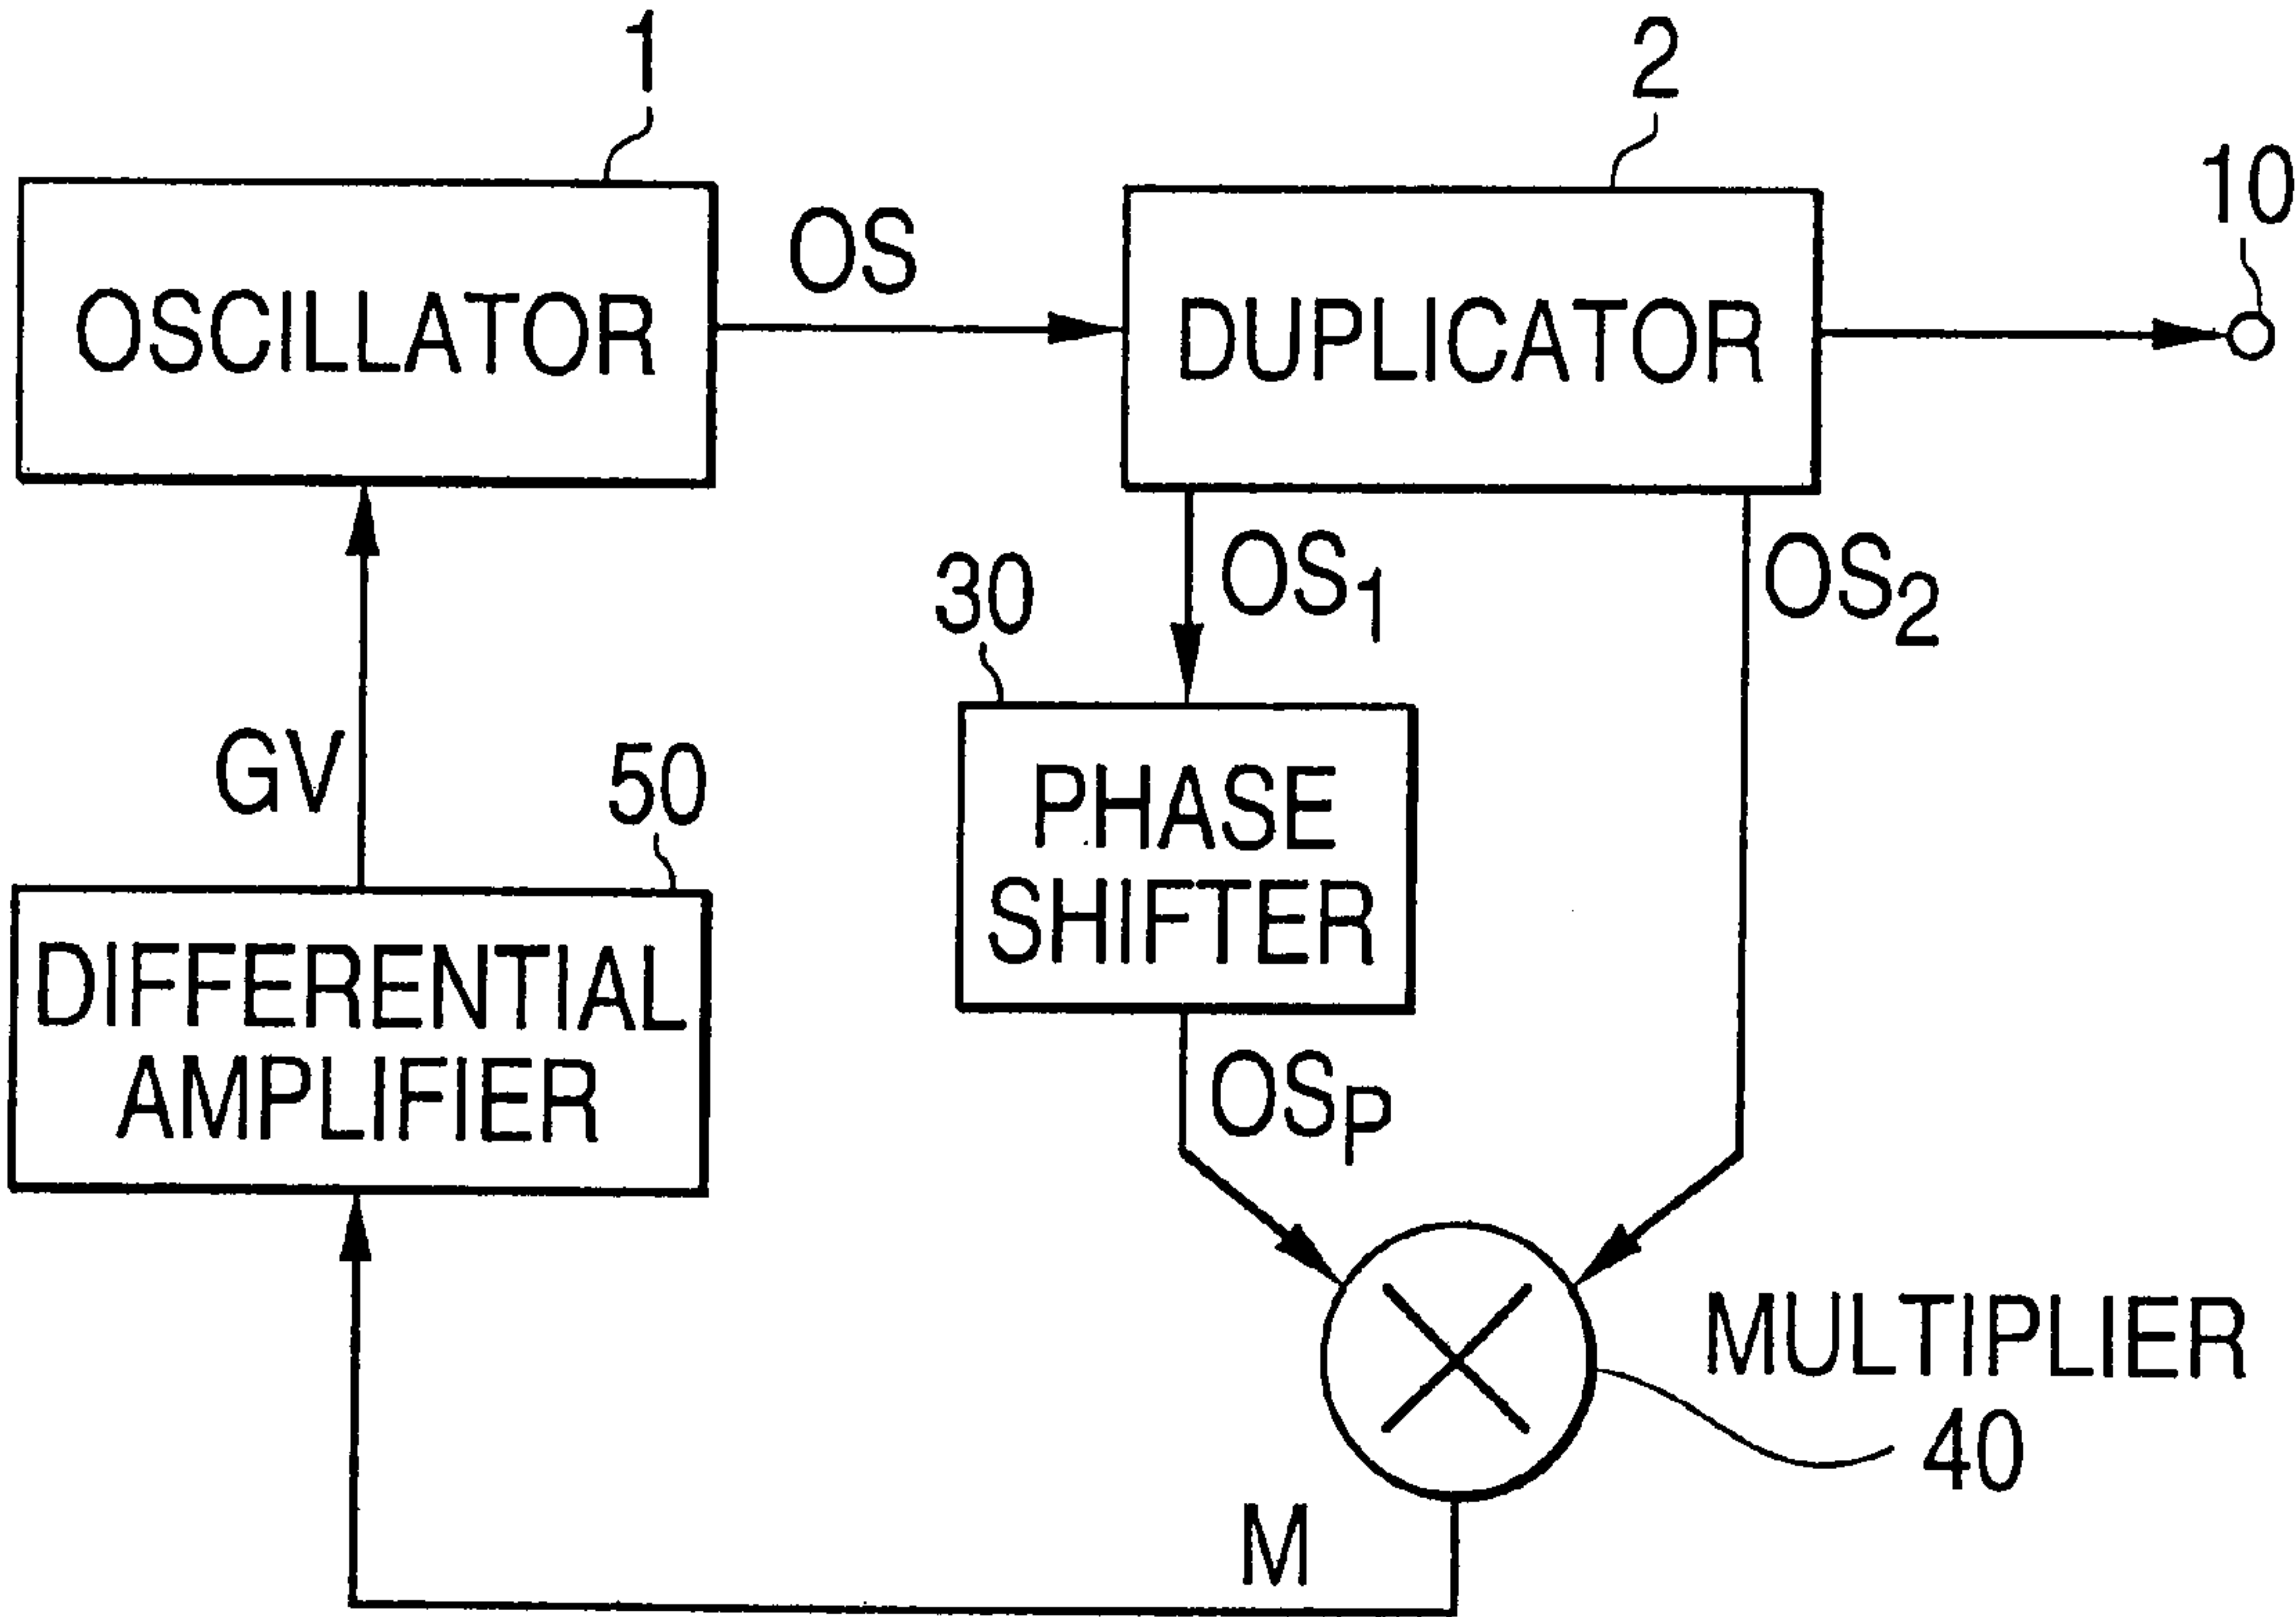 1
2
10
OSCILLATOR
OS
DUPLICATOR
OS1
OS2
30
GV
50
PHASE
SHIFTER
DIFFERENTIAL
AMPLIFIER
OSP
MULTIPLIER
40
M